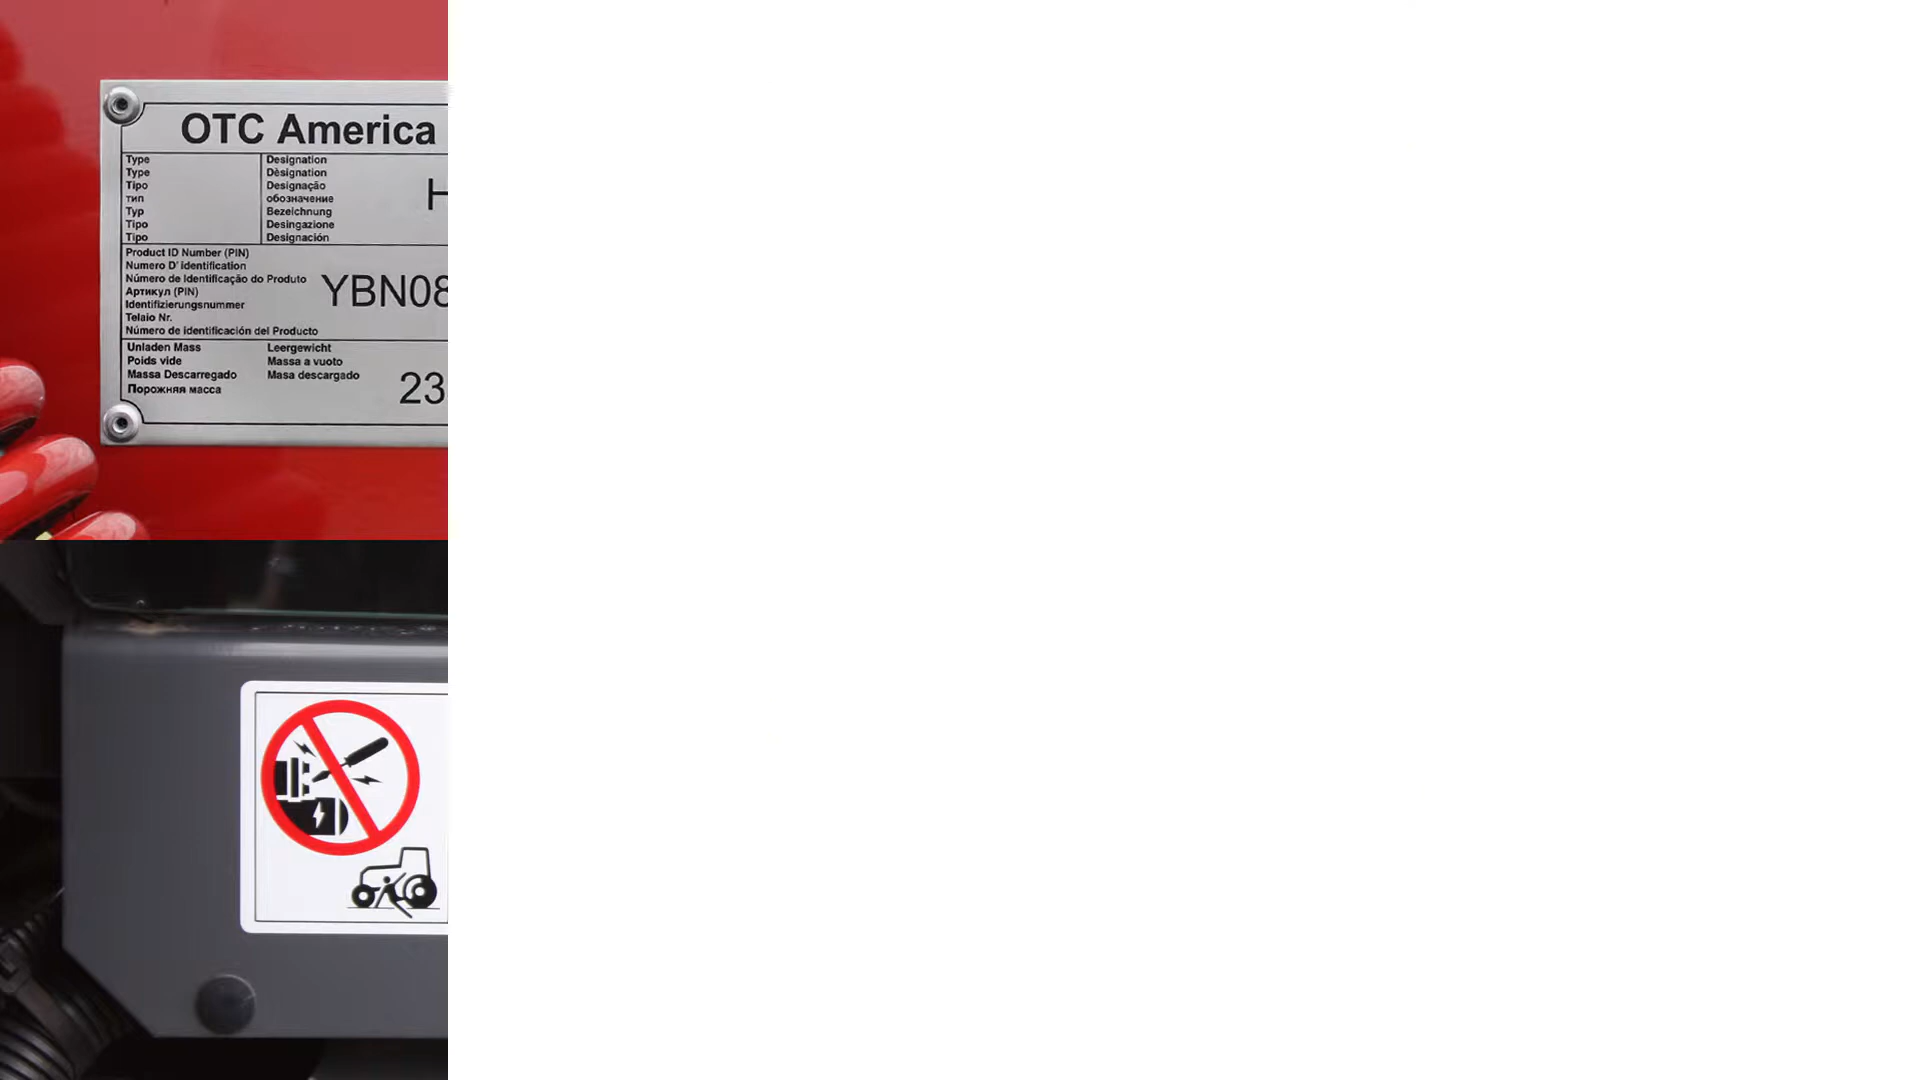 OTC America
Type
Type
Tipo
тип
Typ
Tipo
Tipo
Designation
Dèsignation
Designação
обозначение
Bezeichnung
Desingazione
Designación
H
Product ID Number (PIN)
Numero D' identification
Número de Identificação do Produto
Артикул (PIN)
Identifizierungsnummer
Telaio Nr.
Número de identificación del Producto
YBN08
Unladen Mass
Poids vide
Massa Descarregado
Порожняя масса
Leergewicht
Massa a vuoto
Masa descargado
23